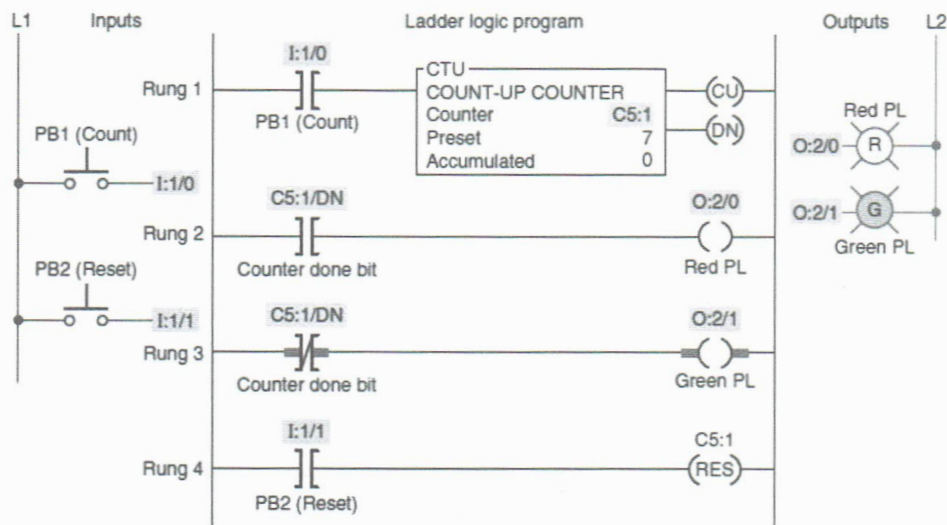 L1 Inputs Ladder logic program Outputs L2
I:1/0
Rung 1
PB1 (Count)
CTU
COUNT-UP COUNTER
Counter C5:1
Preset 7
Accumulated 0
CU
DN
PB1 (Count)
I:1/0
Red PL
O:2/0 R
C5:1/DN
O:2/0
Rung 2
Counter done bit
Red PL
O:2/1 G
Green PL
PB2 (Reset)
I:1/1
C5:1/DN
O:2/1
Rung 3
Counter done bit
Green PL
I:1/1
C5:1
Rung 4
RES
PB2 (Reset)